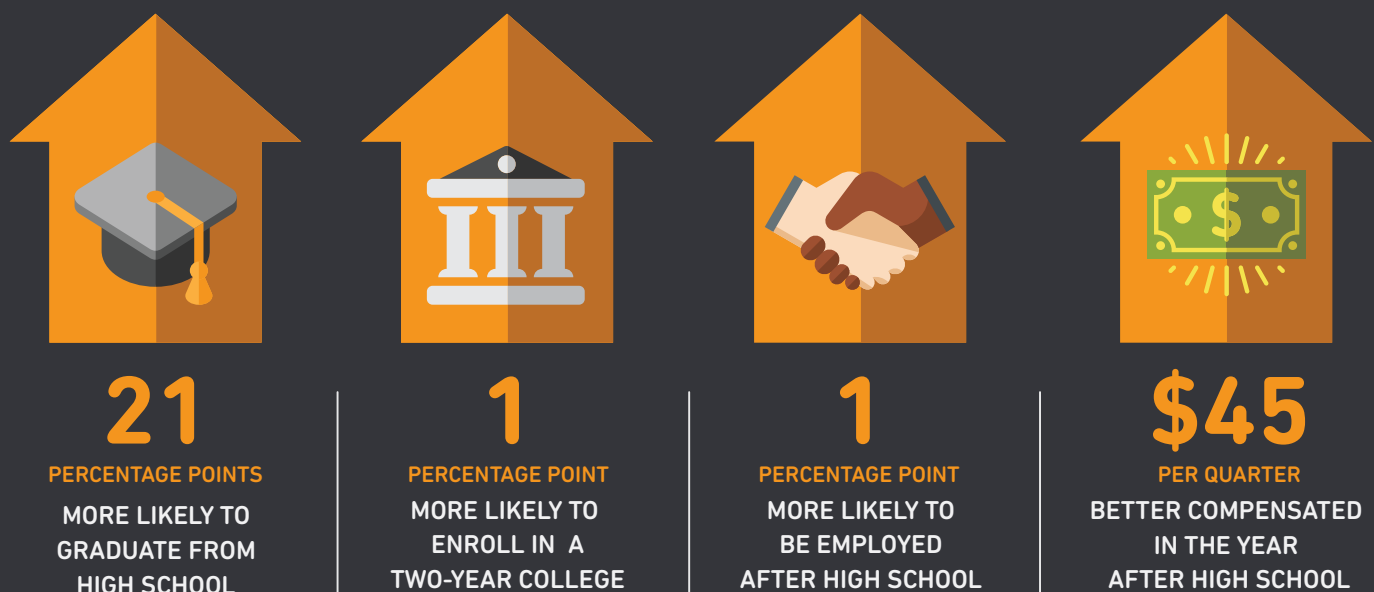 21
PERCENTAGE POINTS
MORE LIKELY TO
GRADUATE FROM
HIGH SCHOOL
1
PERCENTAGE POINT
MORE LIKELY TO
ENROLL IN A
TWO-YEAR COLLEGE
1
PERCENTAGE POINT
MORE LIKELY TO
BE EMPLOYED
AFTER HIGH SCHOOL
$
$45
PER QUARTER
BETTER COMPENSATED
IN THE YEAR
AFTER HIGH SCHOOL